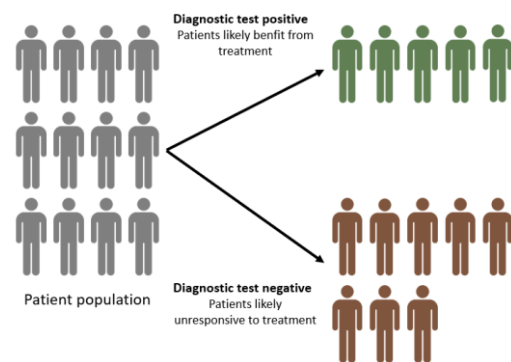 Diagnostic test positive
Patients likely benfit from
treatment
Patient population
Diagnostic test negative
Patients likely
unresponsive to treatment